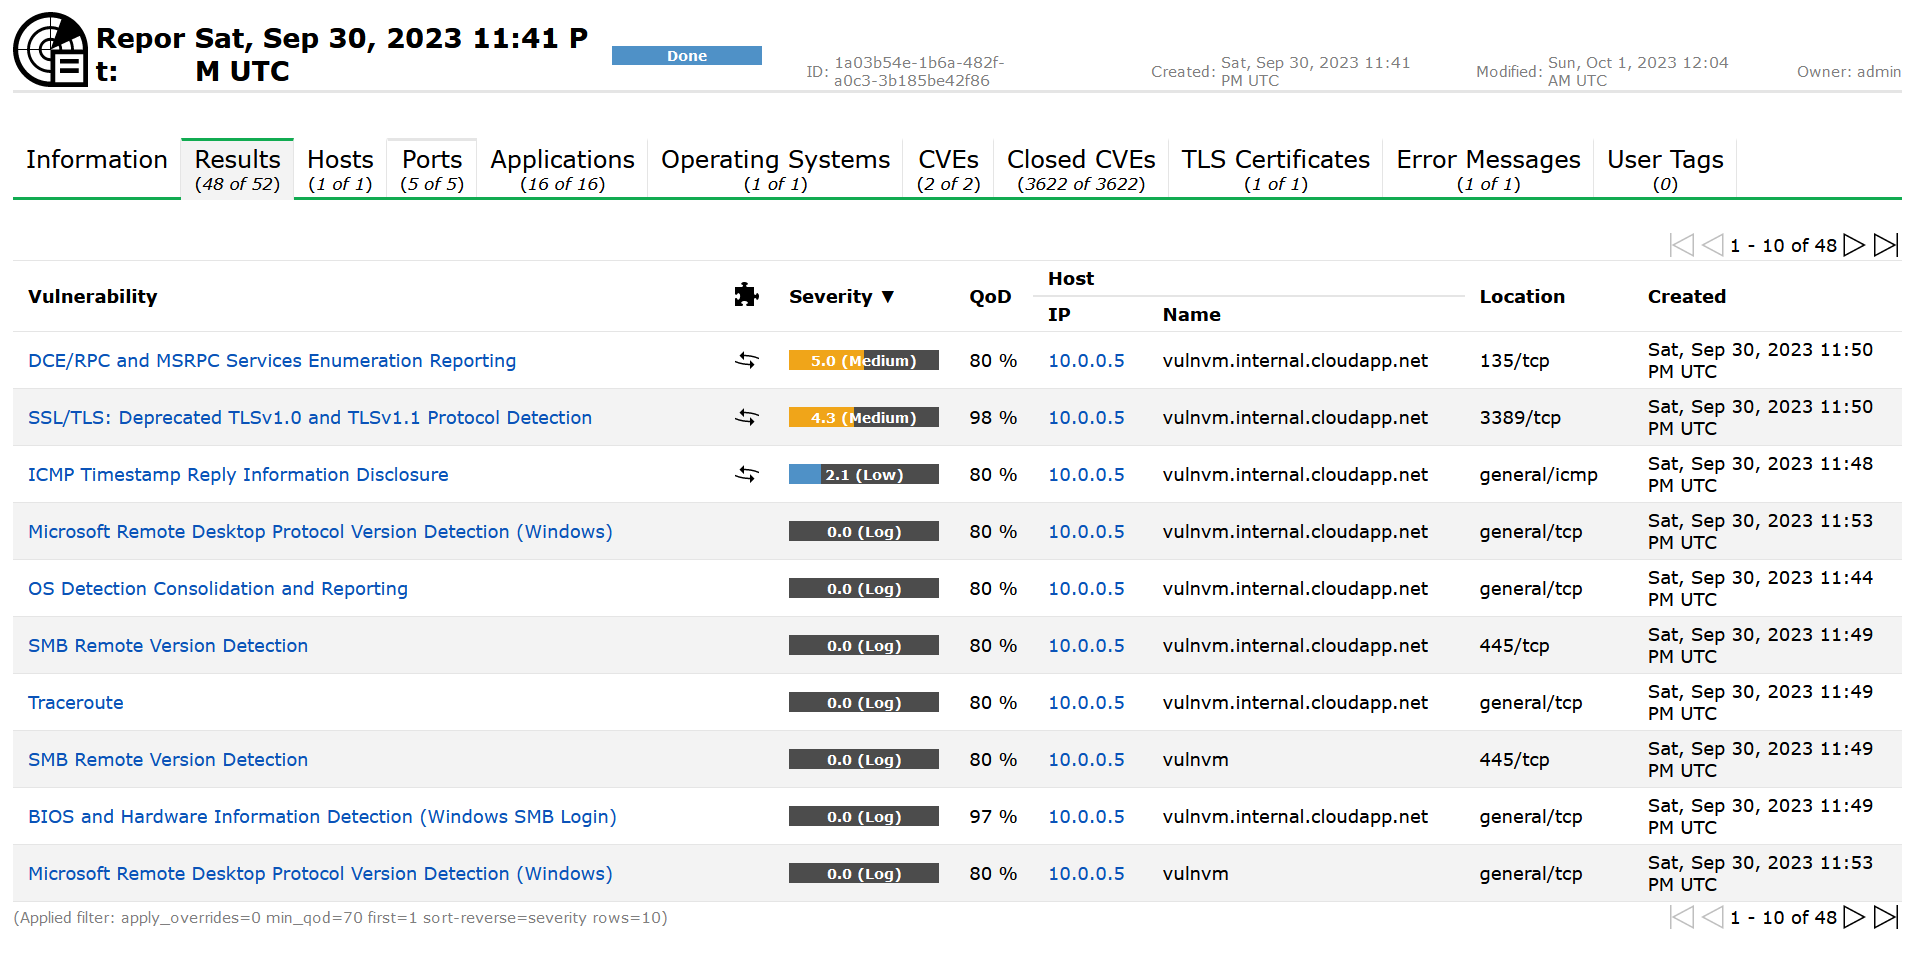 Repor Sat, Sep 30, 2023 11:41 P
t: M UTC
Done
ID: 1a03b54e-1b6a-482f-
a0c3-3b185be42f86
Created: Sat, Sep 30, 2023 11:41
PM UTC
Modified: Sun, Oct 1, 2023 12:04
AM UTC
Owner: admin
Information Results Hosts Ports Applications Operating Systems CVEs Closed CVEs TLS Certificates Error Messages User Tags
(48 of 52) (1 of 1) (5 of 5) (16 of 16) (1 of 1) (2 of 2) (3622 of 3622) (1 of 1) (1 of 1) (0)
1 - 10 of 48
Host
Vulnerability Severity ▼ QoD Location Created
IP Name
DCE/RPC and MSRPC Services Enumeration Reporting 5.0 (Medium) 80 % 10.0.0.5 vulnvm.internal.cloudapp.net 135/tcp Sat, Sep 30, 2023 11:50
PM UTC
SSL/TLS: Deprecated TLSv1.0 and TLSv1.1 Protocol Detection 4.3 (Medium) 98 % 10.0.0.5 vulnvm.internal.cloudapp.net 3389/tcp Sat, Sep 30, 2023 11:50
PM UTC
ICMP Timestamp Reply Information Disclosure 2.1 (Low) 80 % 10.0.0.5 vulnvm.internal.cloudapp.net general/icmp Sat, Sep 30, 2023 11:48
PM UTC
Microsoft Remote Desktop Protocol Version Detection (Windows) 0.0 (Log) 80 % 10.0.0.5 vulnvm.internal.cloudapp.net general/tcp Sat, Sep 30, 2023 11:53
PM UTC
OS Detection Consolidation and Reporting 0.0 (Log) 80 % 10.0.0.5 vulnvm.internal.cloudapp.net general/tcp Sat, Sep 30, 2023 11:44
PM UTC
SMB Remote Version Detection 0.0 (Log) 80 % 10.0.0.5 vulnvm.internal.cloudapp.net 445/tcp Sat, Sep 30, 2023 11:49
PM UTC
Traceroute 0.0 (Log) 80 % 10.0.0.5 vulnvm.internal.cloudapp.net general/tcp Sat, Sep 30, 2023 11:49
PM UTC
SMB Remote Version Detection 0.0 (Log) 80 % 10.0.0.5 vulnvm 445/tcp Sat, Sep 30, 2023 11:49
PM UTC
BIOS and Hardware Information Detection (Windows SMB Login) 0.0 (Log) 97 % 10.0.0.5 vulnvm.internal.cloudapp.net general/tcp Sat, Sep 30, 2023 11:49
PM UTC
Microsoft Remote Desktop Protocol Version Detection (Windows) 0.0 (Log) 80 % 10.0.0.5 vulnvm general/tcp Sat, Sep 30, 2023 11:53
PM UTC
(Applied filter: apply_overrides=0 min_qod=70 first=1 sort-reverse=severity rows=10)
1 - 10 of 48